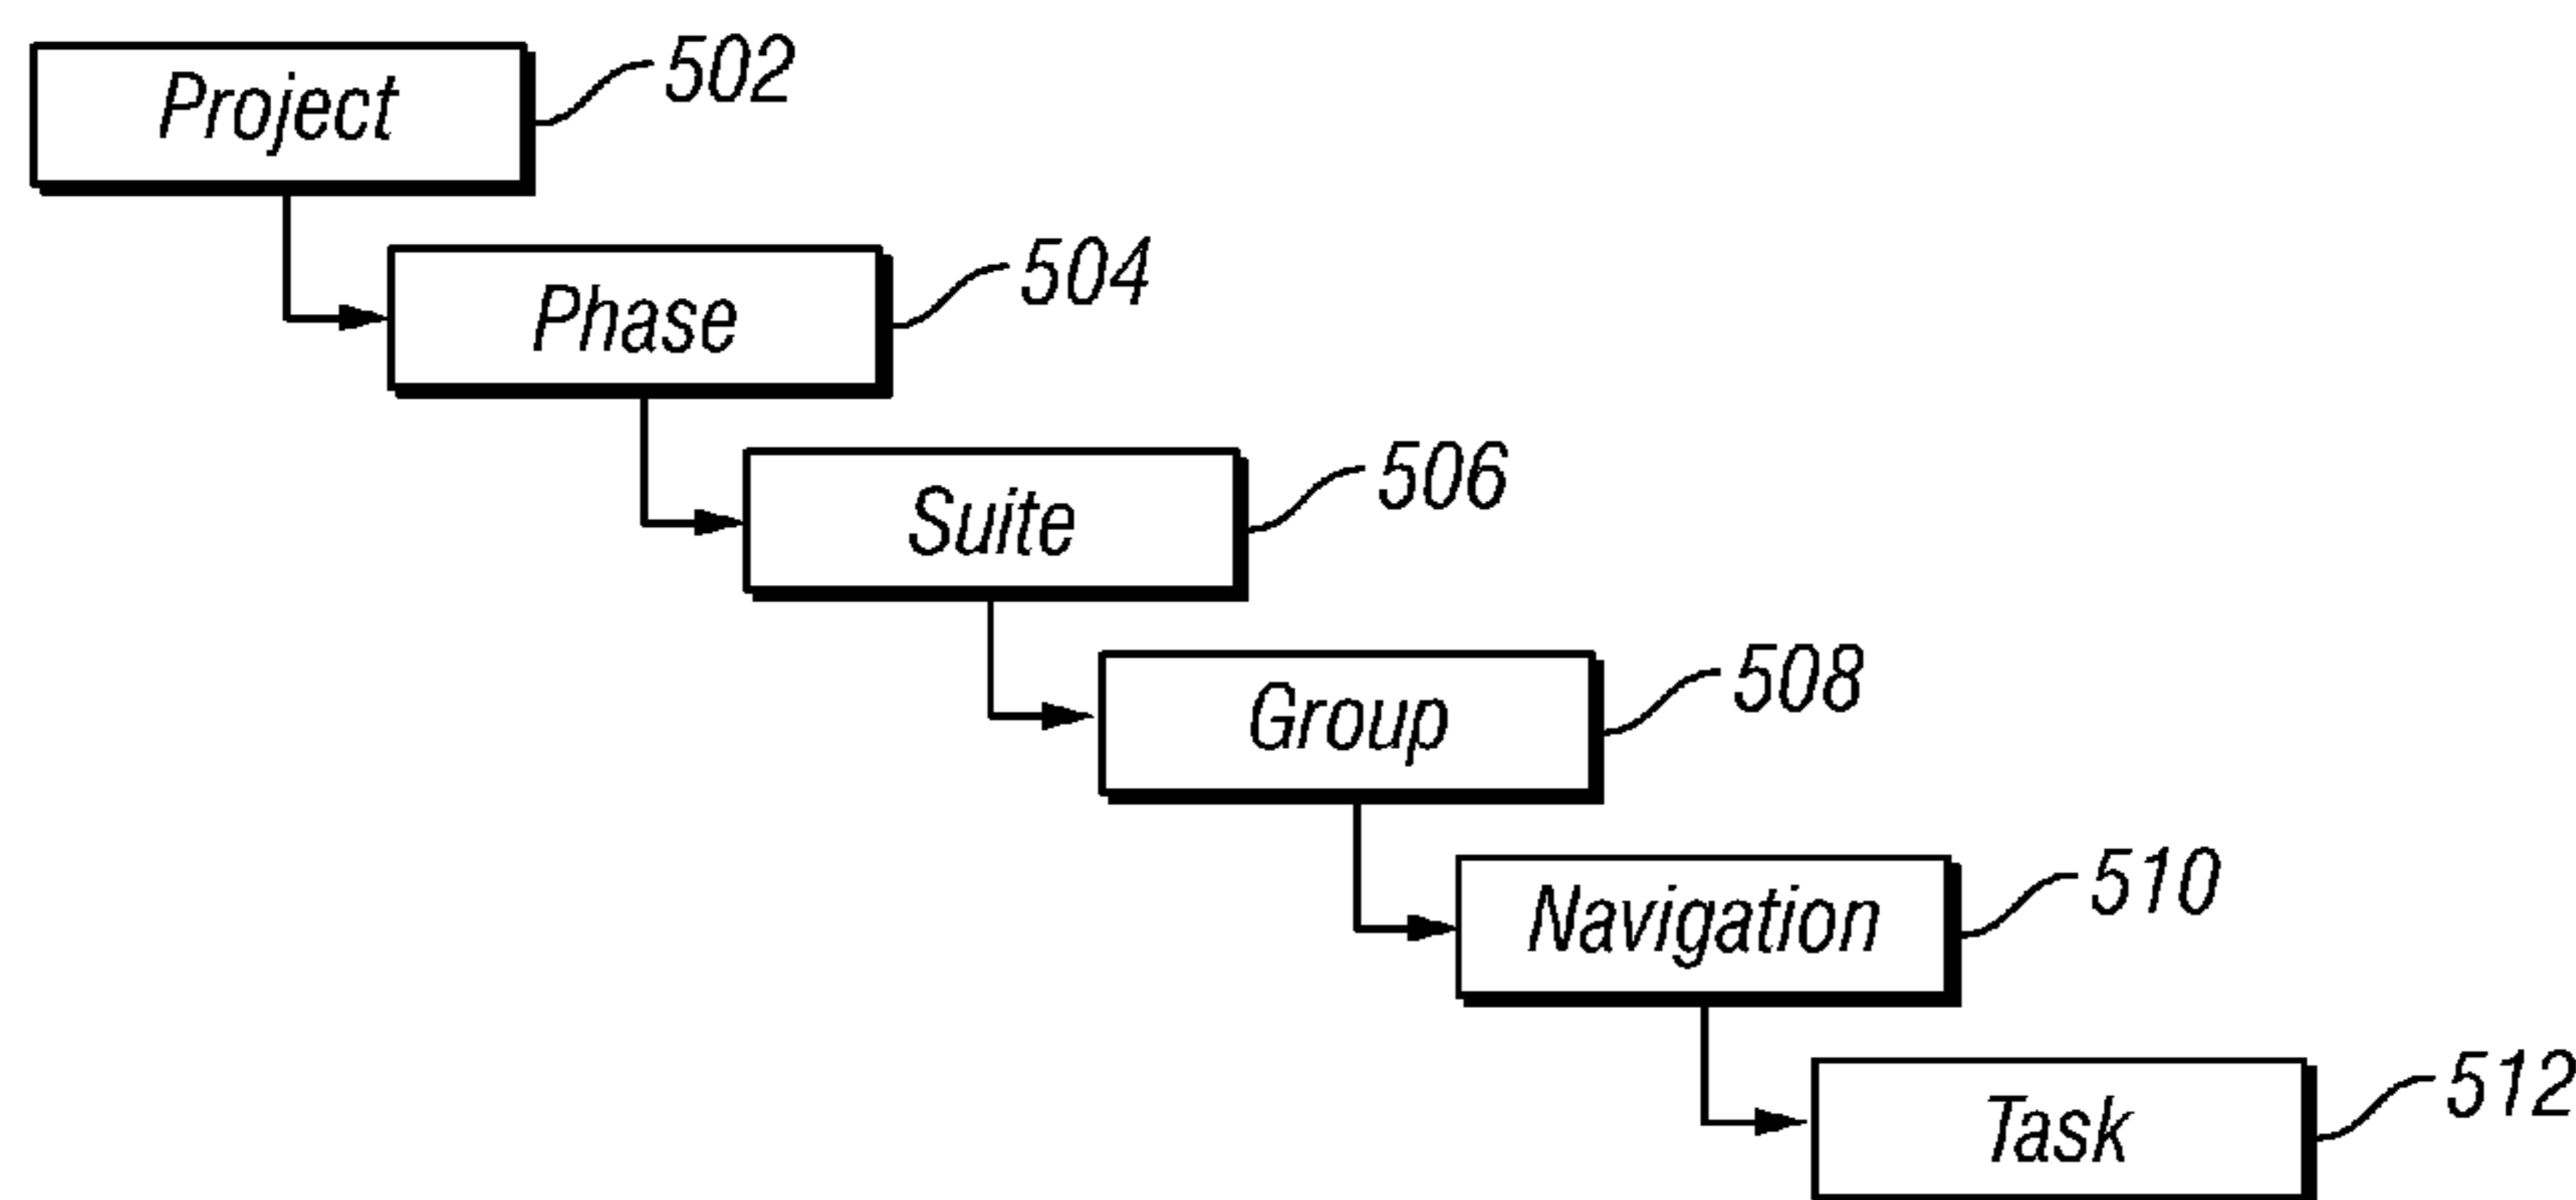 Project
502
Phase
504
Suite
506
Group
508
Navigation
510
Task
512